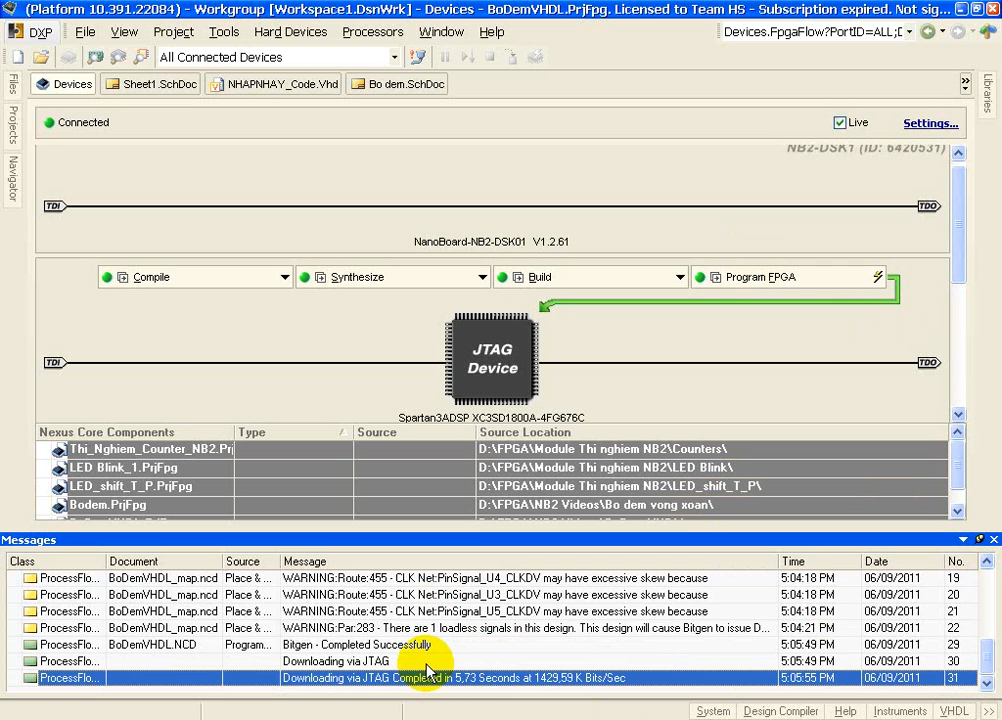 (Platform 10.391.22084) - Workgroup [Workspace1.DsnWrk] - Devices - BoDemVHDL.PrjFpg. Licensed to Team HS - Subscription expired. Not sig...
DXP File View Project Tools Hard Devices Processors Window Help Devices.FpgaFlow?PortID=ALL;D
All Connected Devices
Devices Sheet1.SchDoc NHAPNHAY_Code.Vhd Bo dem.SchDoc »
Files
Projects
Navigator
Libraries
Connected Live Settings...
NB2-DSK1 (ID: 6420531)
TDI TDO
NanoBoard-NB2-DSK01 V1.2.61
Compile Synthesize Build Program FPGA
JTAG
Device
TDI TDO
Spartan3ADSP XC3SD1800A-4FG676C
Nexus Core Components Type Source Source Location
Thi_Nghiem_Counter_NB2.Prj D:\FPGA\Module Thi nghiem NB2\Counters\
LED Blink_1.PrjFpg D:\FPGA\Module Thi nghiem NB2\LED Blink\
LED_shift_T_P.PrjFpg D:\FPGA\Module Thi nghiem NB2\LED_shift_T_P\
Bodem.PrjFpg D:\FPGA\NB2 Videos\Bo dem vong xoan\
Messages
Class Document Source Message Time Date No.
ProcessFlo... BoDemVHDL_map.ncd Place & ... WARNING:Route:455 - CLK Net:PinSignal_U4_CLKDV may have excessive skew because 5:04:18 PM 06/09/2011 19
ProcessFlo... BoDemVHDL_map.ncd Place & ... WARNING:Route:455 - CLK Net:PinSignal_U3_CLKDV may have excessive skew because 5:04:18 PM 06/09/2011 20
ProcessFlo... BoDemVHDL_map.ncd Place & ... WARNING:Route:455 - CLK Net:PinSignal_U5_CLKDV may have excessive skew because 5:04:18 PM 06/09/2011 21
ProcessFlo... BoDemVHDL_map.ncd Place & ... WARNING:Par:283 - There are 1 loadless signals in this design. This design will cause Bitgen to issue D... 5:04:21 PM 06/09/2011 22
ProcessFlo... BoDemVHDL.NCD Program... Bitgen - Completed Successfully 5:05:49 PM 06/09/2011 29
ProcessFlo... Downloading via JTAG 5:05:49 PM 06/09/2011 30
ProcessFlo... Downloading via JTAG Completed in 5,73 Seconds at 1429,59 K Bits/Sec 5:05:55 PM 06/09/2011 31
System Design Compiler Help Instruments VHDL >>